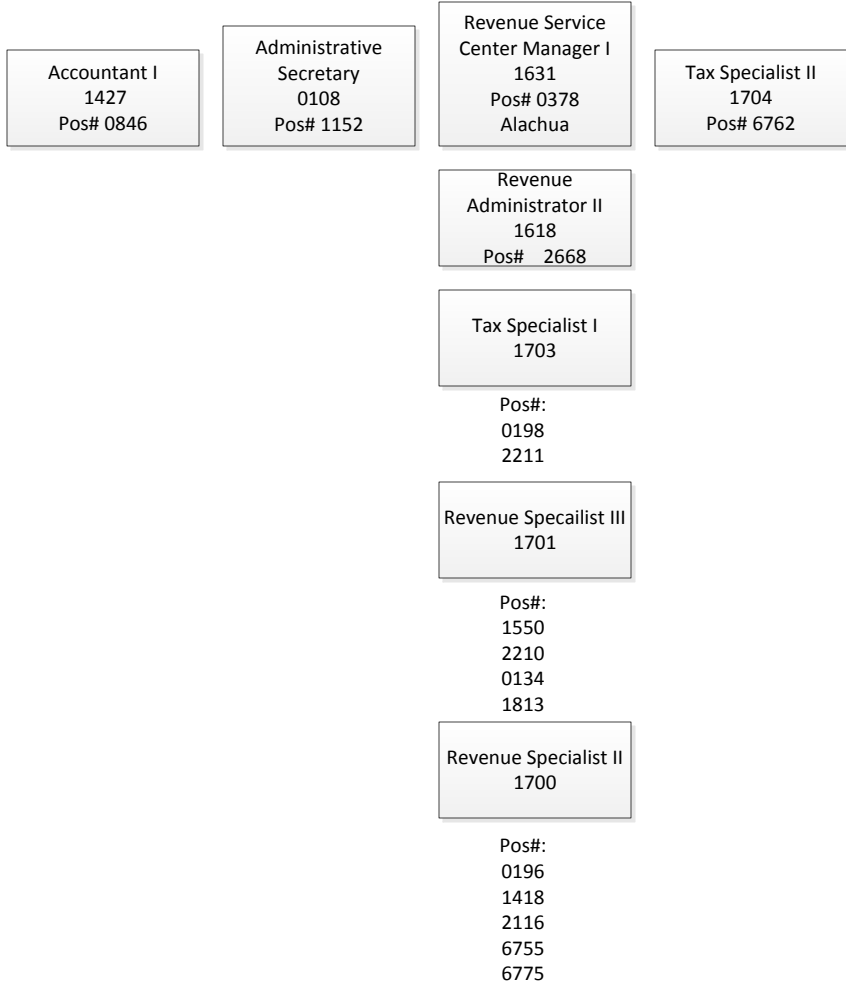 Accountant I
1427
Pos# 0846
Administrative
Secretary
0108
Pos# 1152
Revenue Service
Center Manager I
1631
Pos# 0378
Alachua
Tax Specialist II
1704
Pos# 6762
Revenue
Administrator II
1618
Pos# 2668
Tax Specialist I
1703
Pos#:
0198
2211
Revenue Specailist III
1701
Pos#:
1550
2210
0134
1813
Revenue Specialist II
1700
Pos#:
0196
1418
2116
6755
6775